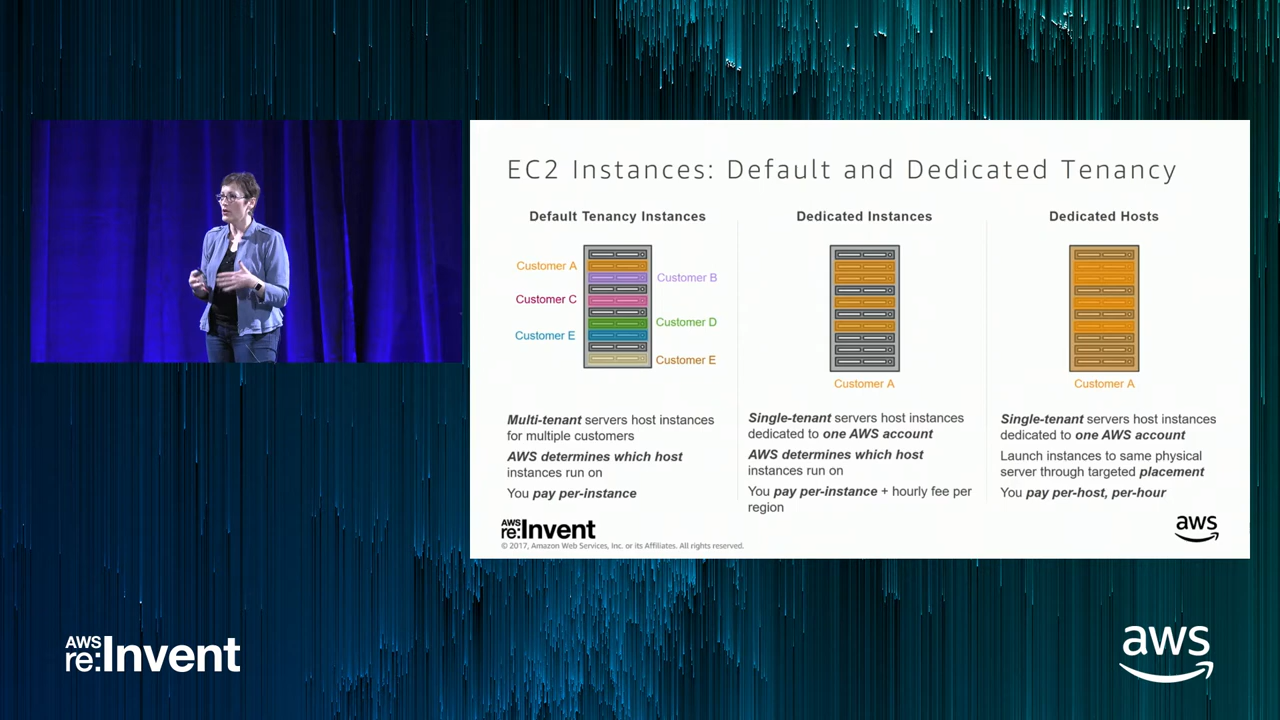 EC2 Instances: Default and Dedicated Tenancy
Default Tenancy Instances
Customer A
Customer B
Customer C
Customer D
Customer E
Customer E
Multi-tenant servers host instances
for multiple customers
AWS determines which host
instances run on
You pay per-instance
Dedicated Instances
Customer A
Single-tenant servers host instances
dedicated to one AWS account
AWS determines which host
instances run on
You pay per-instance + hourly fee per
region
Dedicated Hosts
Customer A
Single-tenant servers host instances
dedicated to one AWS account
Launch instances to same physical
server through targeted placement
You pay per-host, per-hour
AWS
re:Invent
© 2017, Amazon Web Services, Inc. or its Affiliates. All rights reserved.
aws
AWS
re:Invent
aws